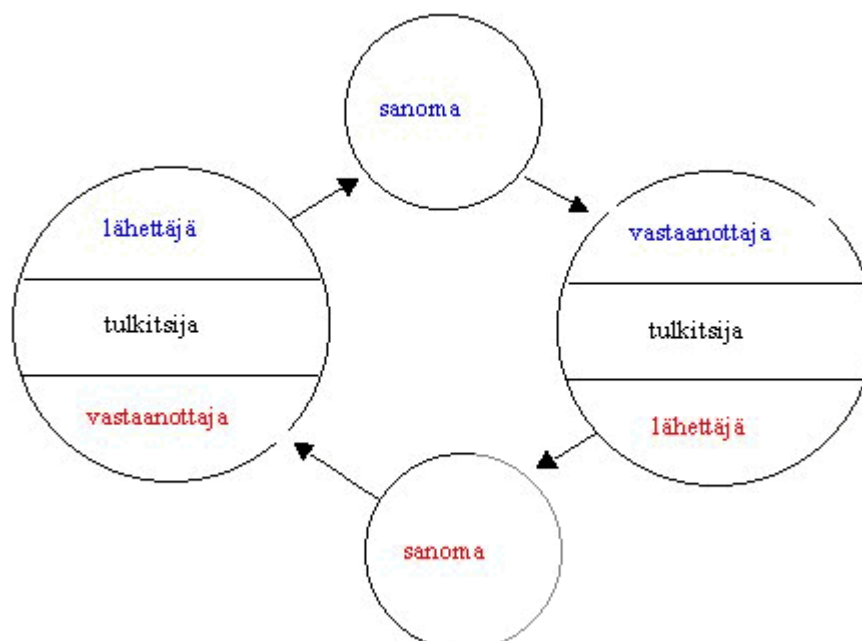 sanoma
lähettäjä
vastaanottaja
tulkitsija
tulkitsija
vastaanottaja
lähettäjä
sanoma